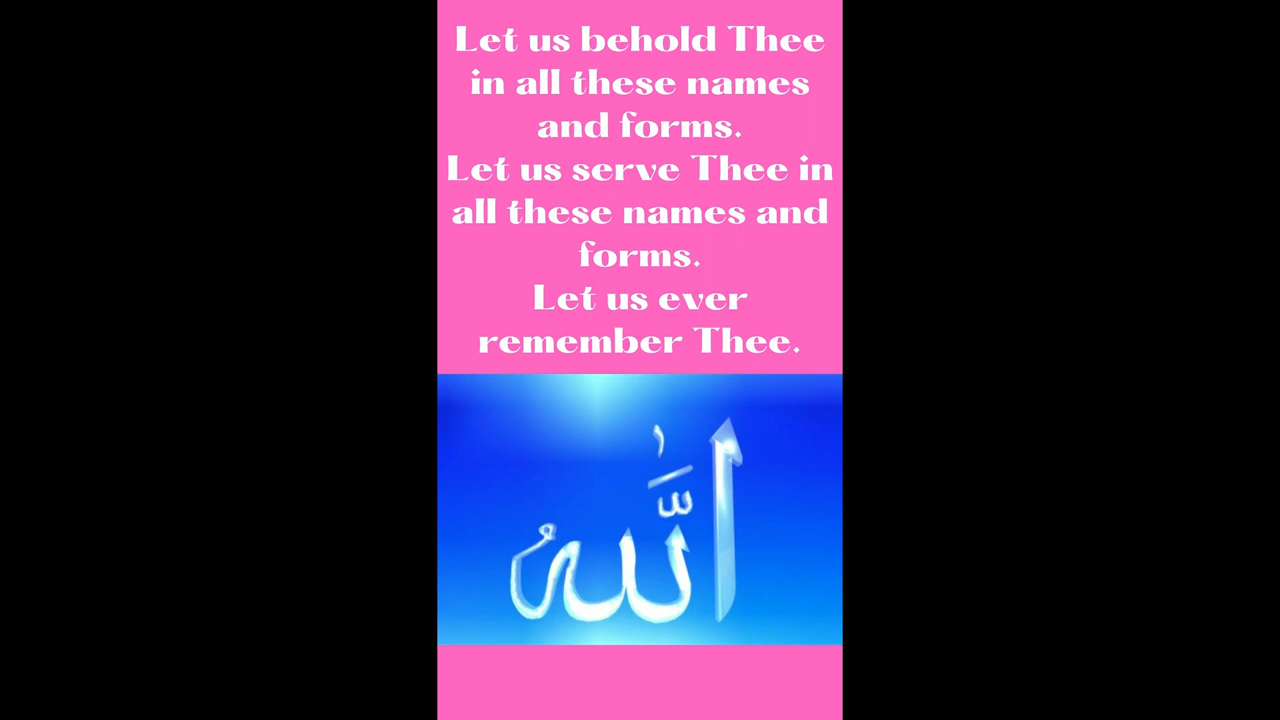 Let us behold Thee
in all these names
and forms.
Let us serve Thee in
all these names and
forms.
Let us ever
remember Thee.
اللّٰهُ